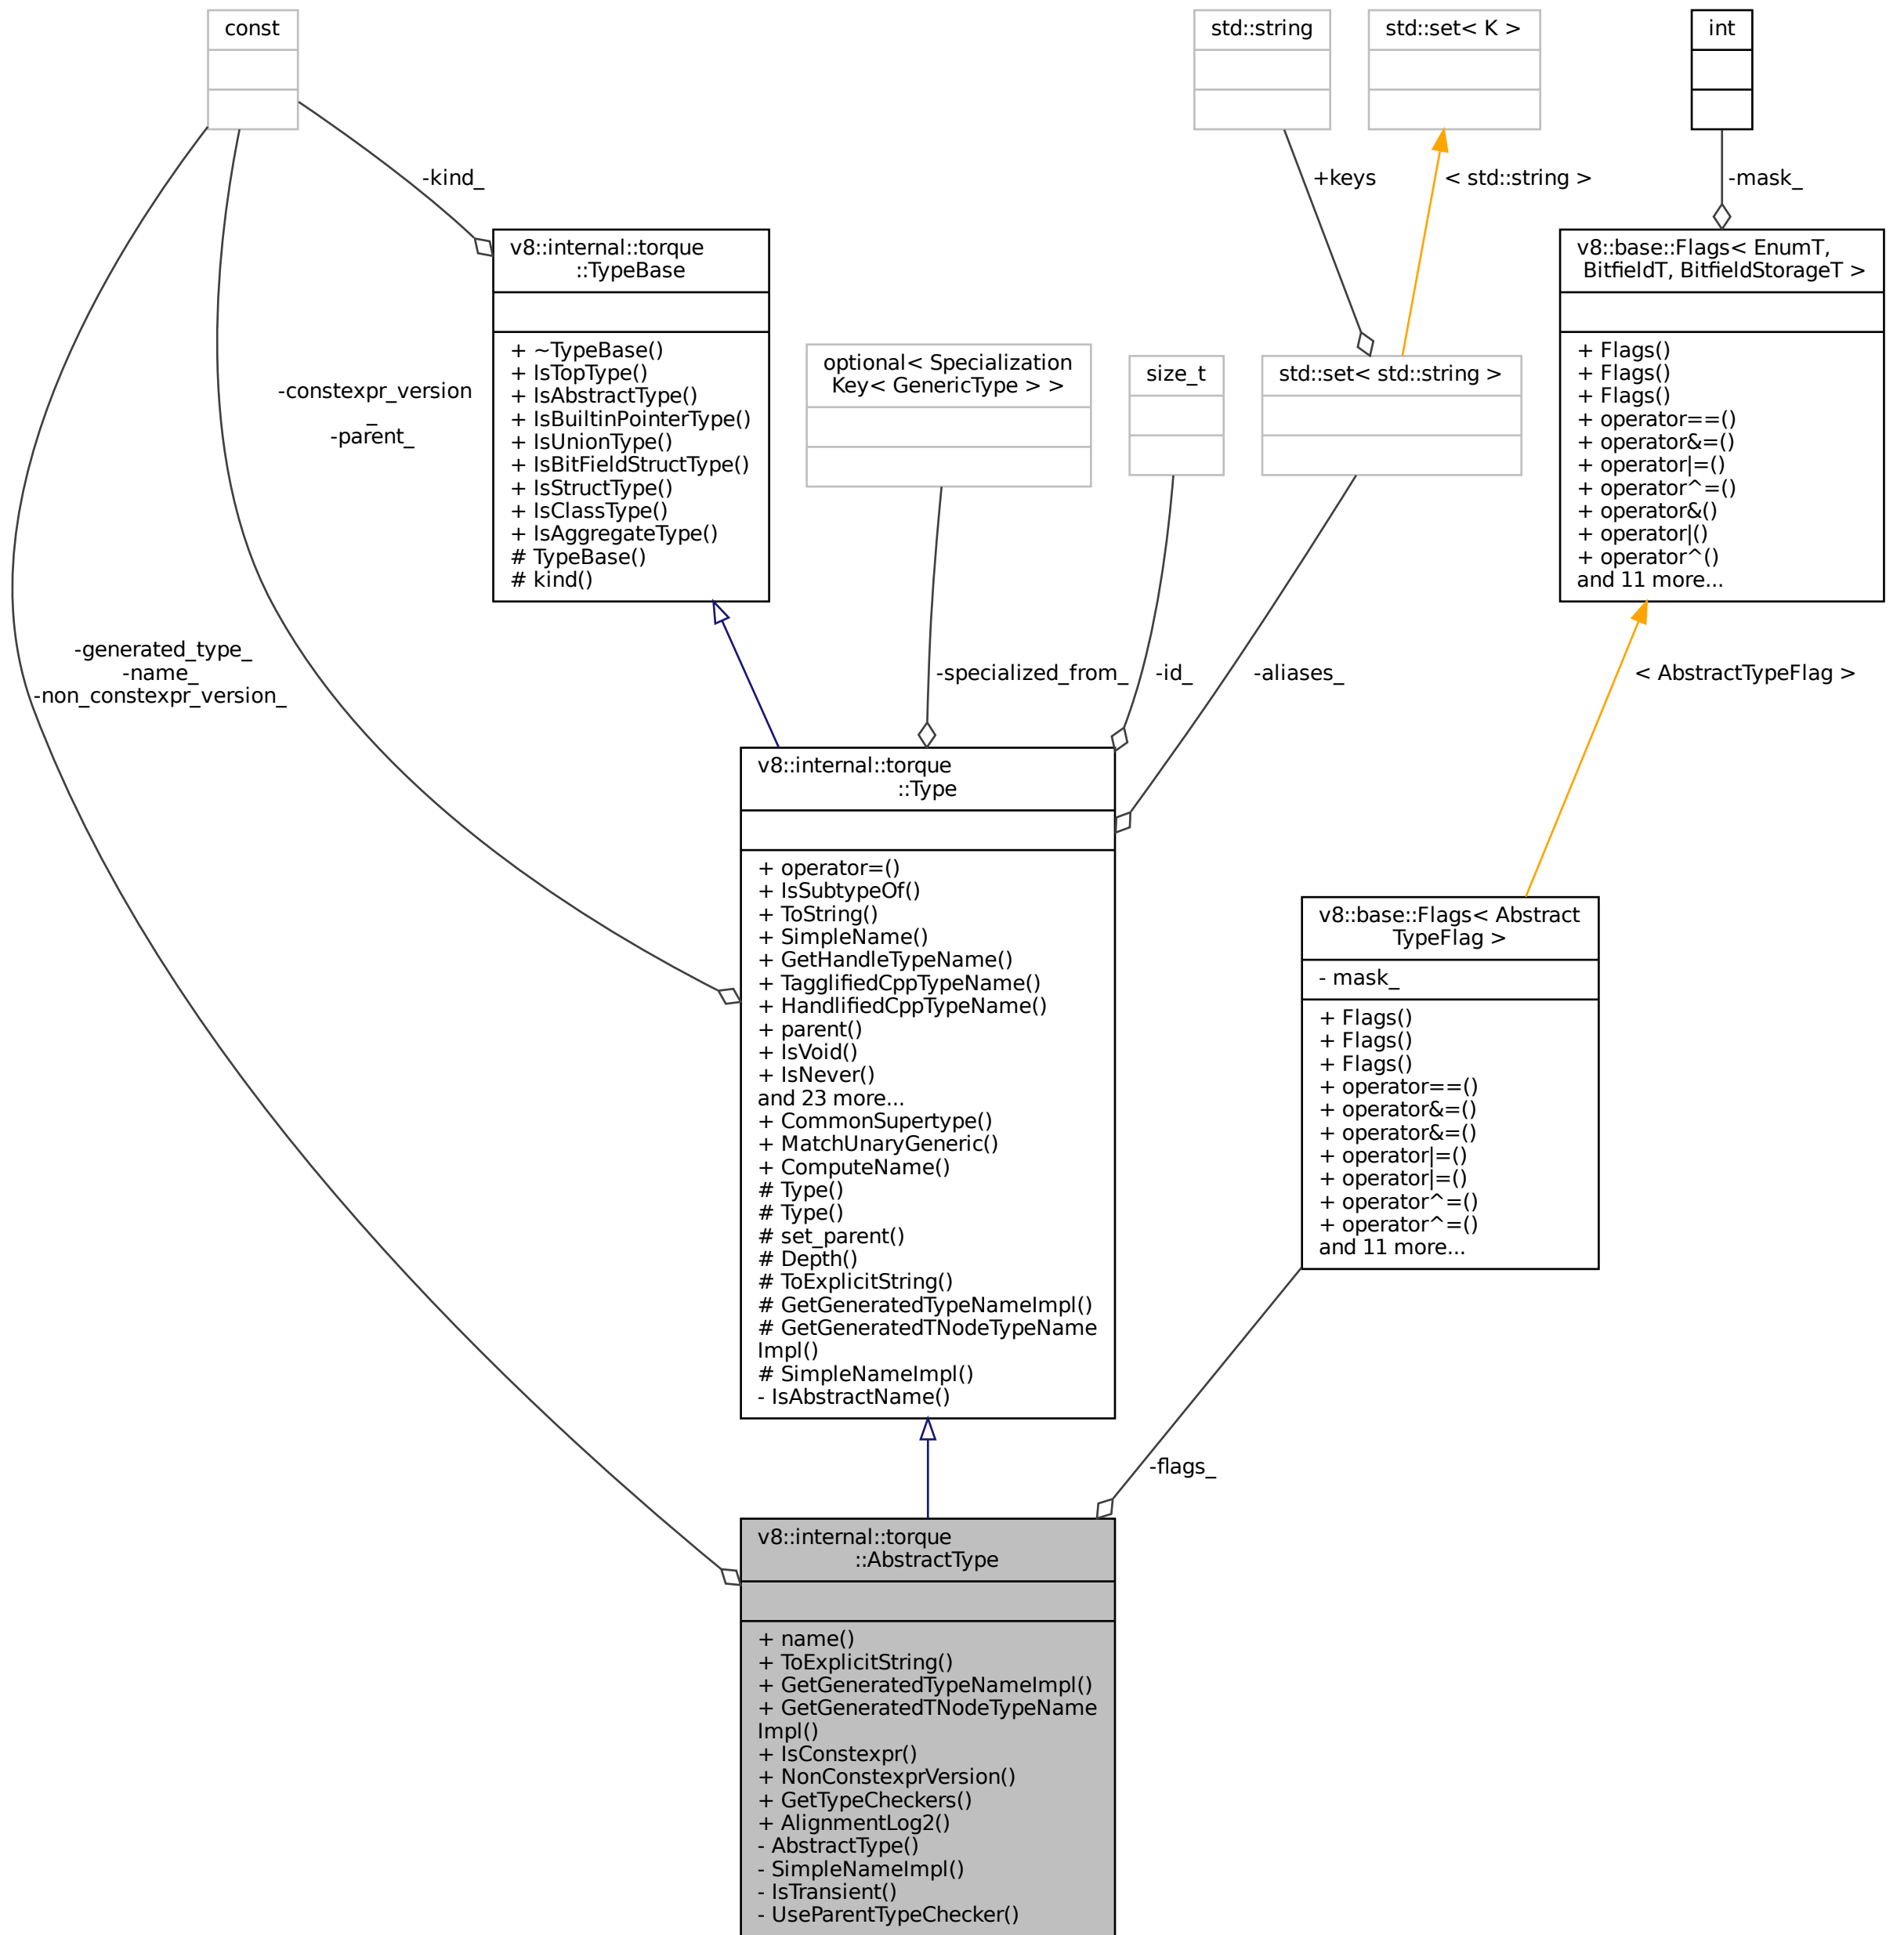 const
std::string
std::set< K >
int
-kind_
+keys
< std::string >
-mask_
v8::internal::torque
::TypeBase
+ ~TypeBase()
+ IsTopType()
+ IsAbstractType()
+ IsBuiltinPointerType()
+ IsUnionType()
+ IsBitFieldStructType()
+ IsStructType()
+ IsClassType()
+ IsAggregateType()
# TypeBase()
# kind()
v8::base::Flags< EnumT,
BitfieldT, BitfieldStorageT >
+ Flags()
+ Flags()
+ Flags()
+ operator==()
+ operator&=()
+ operator|=()
+ operator^=()
+ operator&()
+ operator|()
+ operator^()
and 11 more...
optional< Specialization
Key< GenericType > >
size_t
std::set< std::string >
-constexpr_version
_
-parent_
-generated_type_
-name_
-non_constexpr_version_
-specialized_from_
-id_
-aliases_
< AbstractTypeFlag >
v8::internal::torque
::Type
+ operator=()
+ IsSubtypeOf()
+ ToString()
+ SimpleName()
+ GetHandleTypeName()
+ TagglifiedCppTypeName()
+ HandlifiedCppTypeName()
+ parent()
+ IsVoid()
+ IsNever()
and 23 more...
+ CommonSupertype()
+ MatchUnaryGeneric()
+ ComputeName()
# Type()
# Type()
# set_parent()
# Depth()
# ToExplicitString()
# GetGeneratedTypeNameImpl()
# GetGeneratedTNodeTypeName
Impl()
# SimpleNameImpl()
- IsAbstractName()
v8::base::Flags< Abstract
TypeFlag >
- mask_
+ Flags()
+ Flags()
+ Flags()
+ operator==()
+ operator&=()
+ operator&=()
+ operator|=()
+ operator|=()
+ operator^=()
+ operator^=()
and 11 more...
-flags_
v8::internal::torque
::AbstractType
+ name()
+ ToExplicitString()
+ GetGeneratedTypeNameImpl()
+ GetGeneratedTNodeTypeName
Impl()
+ IsConstexpr()
+ NonConstexprVersion()
+ GetTypeCheckers()
+ AlignmentLog2()
- AbstractType()
- SimpleNameImpl()
- IsTransient()
- UseParentTypeChecker()